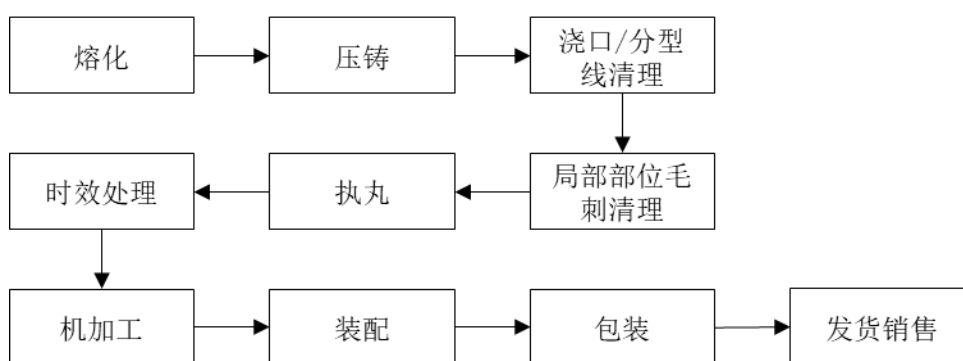 熔化
压铸
浇口/分型
线清理
局部部位毛
刺清理
执丸
时效处理
机加工
装配
包装
发货销售